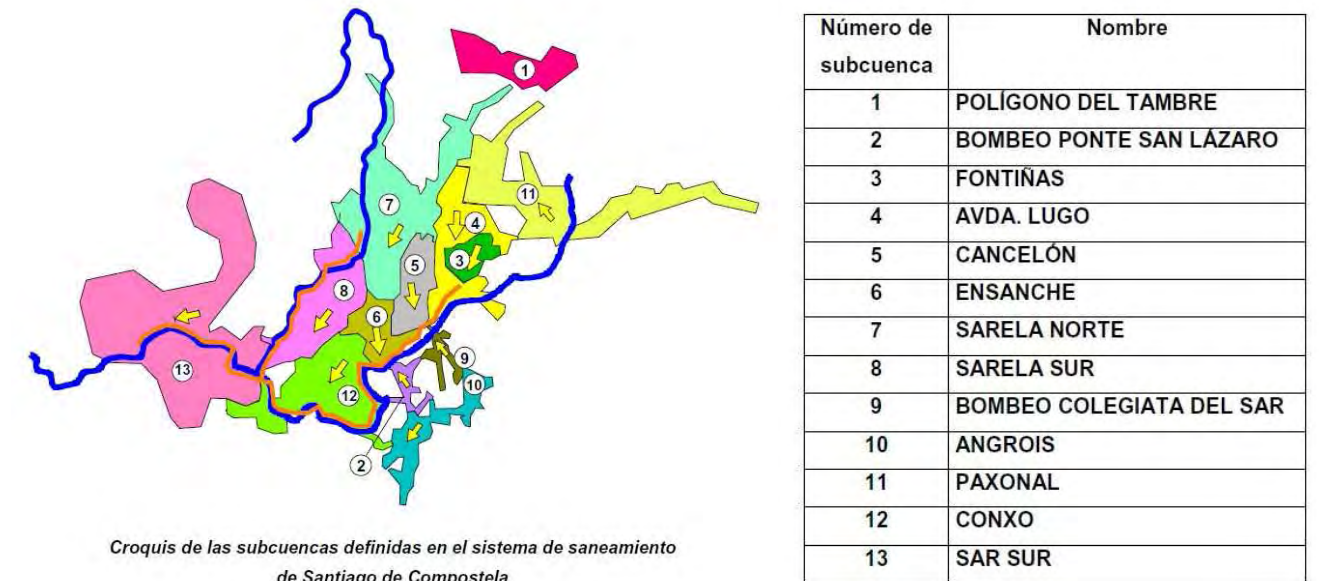 1
7
11
4
5
3
8
6
9
13
12
10
2
Croquis de las subcuencas definidas en el sistema de saneamiento
de Santiago de Compostela
Número de subcuenca Nombre
1 POLÍGONO DEL TAMBRE
2 BOMBEO PONTE SAN LÁZARO
3 FONTIÑAS
4 AVDA. LUGO
5 CANCELÓN
6 ENSANCHE
7 SARELA NORTE
8 SARELA SUR
9 BOMBEO COLEGIATA DEL SAR
10 ANGROIS
11 PAXONAL
12 CONXO
13 SAR SUR